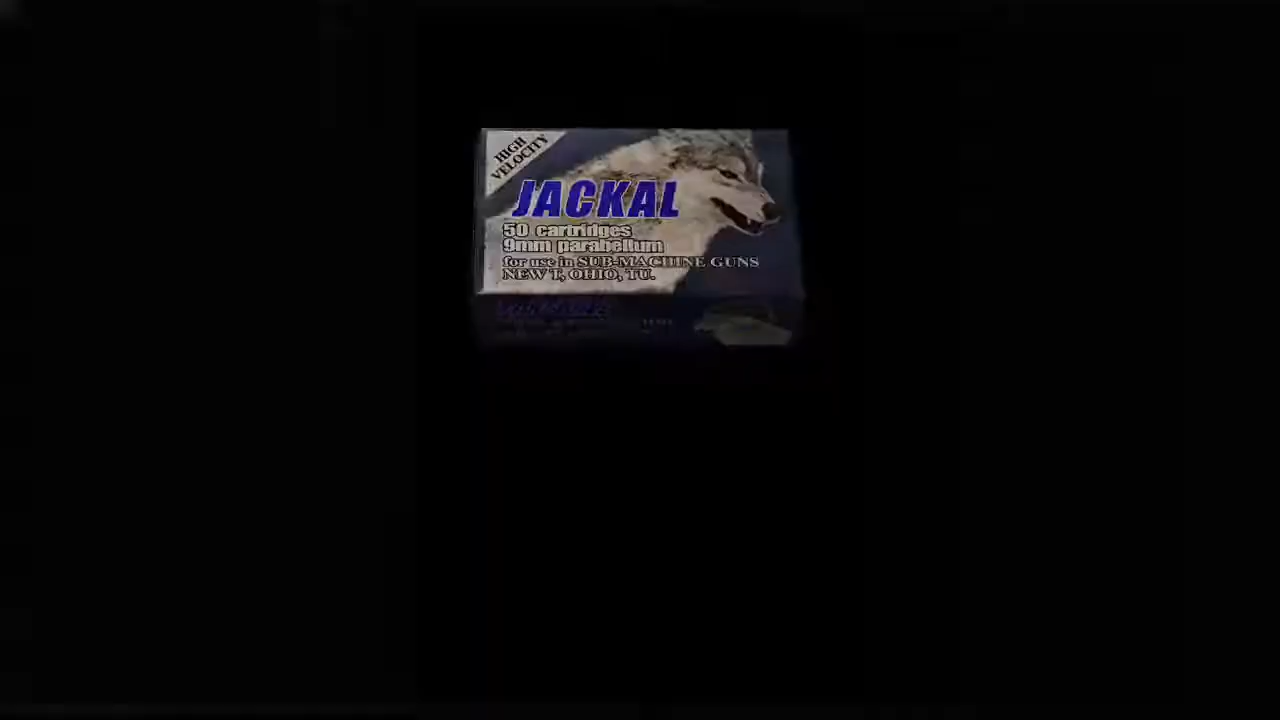 HIGH
VELOCITY
JACKAL
50 cartridges
9mm parabellum
for use in SUB-MACHINE GUNS
NEW T, OHIO, TU.